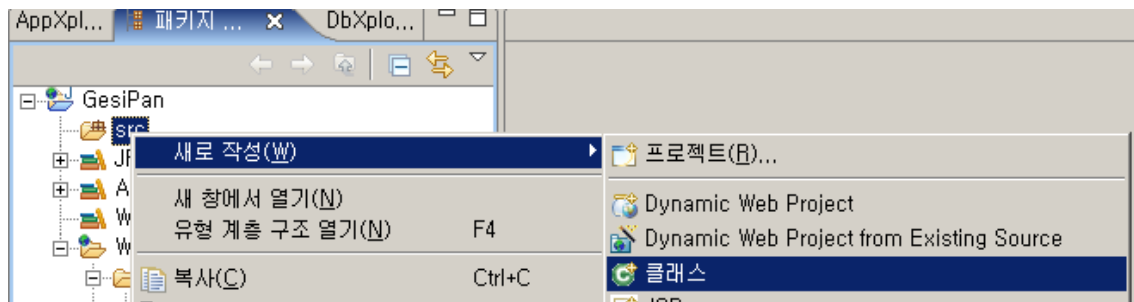 AppXpl... 패키지 ... DbXplo...
GesiPan
src
새로 작성(W)
프로젝트(R)...
새 창에서 열기(N)
Dynamic Web Project
유형 계층 구조 열기(N) F4
Dynamic Web Project from Existing Source
복사(C) Ctrl+C
클래스